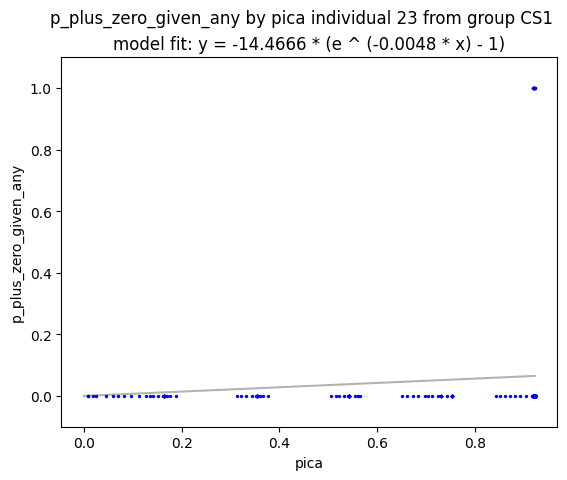 p_plus_zero_given_any by pica individual 23 from group CS1
model fit: y = -14.4666 * (e ^ (-0.0048 * x) - 1)
1.0
0.8
0.6
0.4
0.2
0.0
p_plus_zero_given_any
0.0 0.2 0.4 0.6 0.8
pica